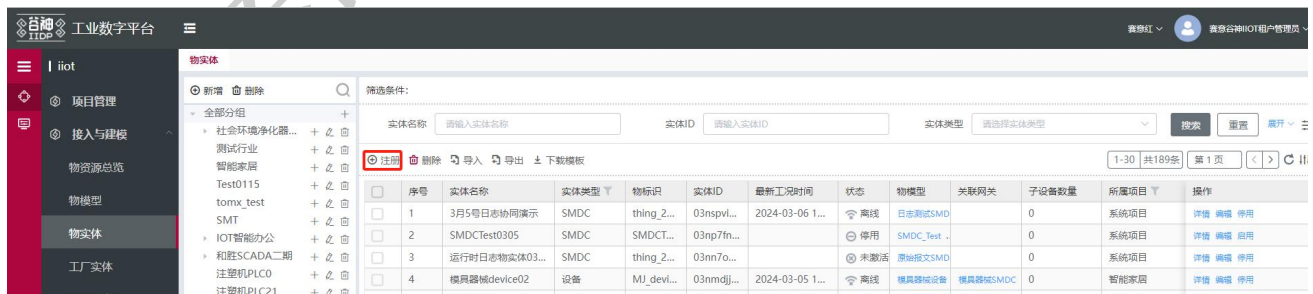 谷神 IIDP 工业数字平台
赛意红
赛意谷神IIOT租户管理员
iiot
项目管理
接入与建模
物资源总览
物模型
物实体
工厂实体
物实体
新增 删除
全部分组
社会环境净化器...
测试行业
智能家居
Test0115
tomx_test
SMT
IOT智能办公
和胜SCADA二期
注塑机PLC0
注塑机PLC21
筛选条件：
实体名称 请输入实体名称 实体ID 请输入实体ID 实体类型 请选择实体类型 搜索 重置 展开
注册 删除 导入 导出 下载模板 1-30 共189条 第1页
序号 实体名称 实体类型 物标识 实体ID 最新工况时间 状态 物模型 关联网关 子设备数量 所属项目 操作
1 3月5号日志协同演示 SMDC thing_2... 03nspvi... 2024-03-06 1... 离线 日志测试SMD 0 系统项目 详情 编辑 停用
2 SMDCTest0305 SMDC SMDCT... 03np7fn... 停用 SMDC_Test . 0 系统项目 详情 编辑 启用
3 运行时日志物实体03... SMDC thing_2... 03nn7o... 未激活 原始报文SMD 0 系统项目 详情 编辑 停用
4 模具器械device02 设备 MJ_devi... 03nmdjj... 2024-03-05 1... 离线 模具器械设备 模具器械SMDC 0 智能家居 详情 编辑 停用